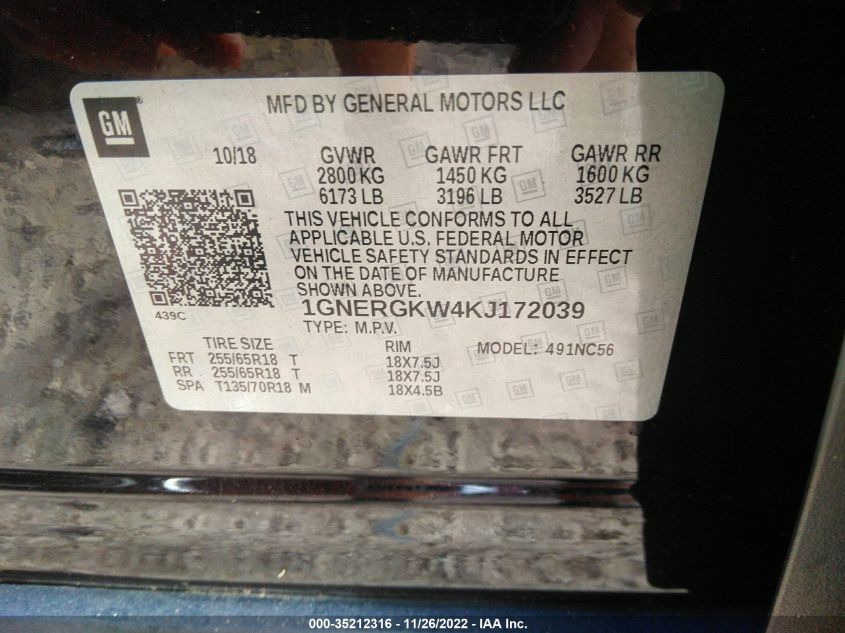 GM
MFD BY GENERAL MOTORS LLC
10/18 GVWR GAWR FRT GAWR RR
2800 KG 1450 KG 1600 KG
6173 LB 3196 LB 3527 LB
THIS VEHICLE CONFORMS TO ALL
APPLICABLE U.S. FEDERAL MOTOR
VEHICLE SAFETY STANDARDS IN EFFECT
ON THE DATE OF MANUFACTURE
SHOWN ABOVE.
439C
1GNERGKW4KJ172039
TYPE: M.P.V.
TIRE SIZE RIM MODEL: 491NC56
FRT 255/65R18 T 18X7.5J
RR 255/65R18 T 18X7.5J
SPA T135/70R18 M 18X4.5B
000-35212316 - 11/26/2022 - IAA Inc.